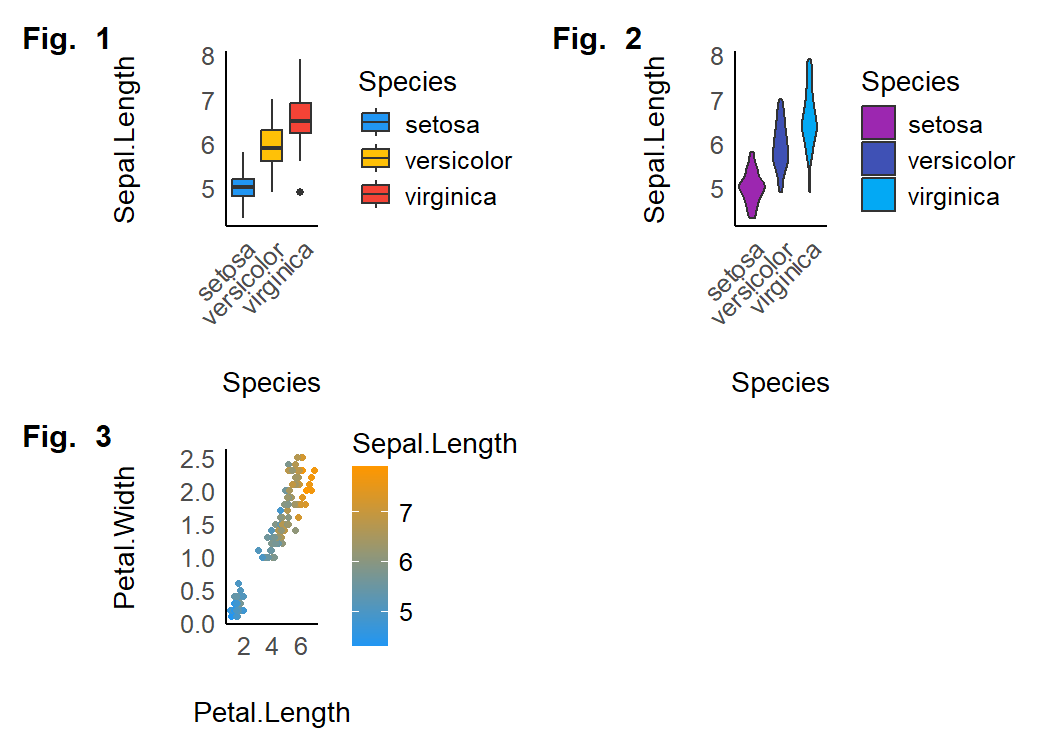 Fig.  1
Sepal.Length
8
7
6
5
setosa
versicolor
virginica
Species
Species
setosa
versicolor
virginica
Fig.  2
Sepal.Length
8
7
6
5
setosa
versicolor
virginica
Species
Species
setosa
versicolor
virginica
Fig.  3
Petal.Width
2.5
2.0
1.5
1.0
0.5
0.0
2 4 6
Petal.Length
Sepal.Length
7
6
5